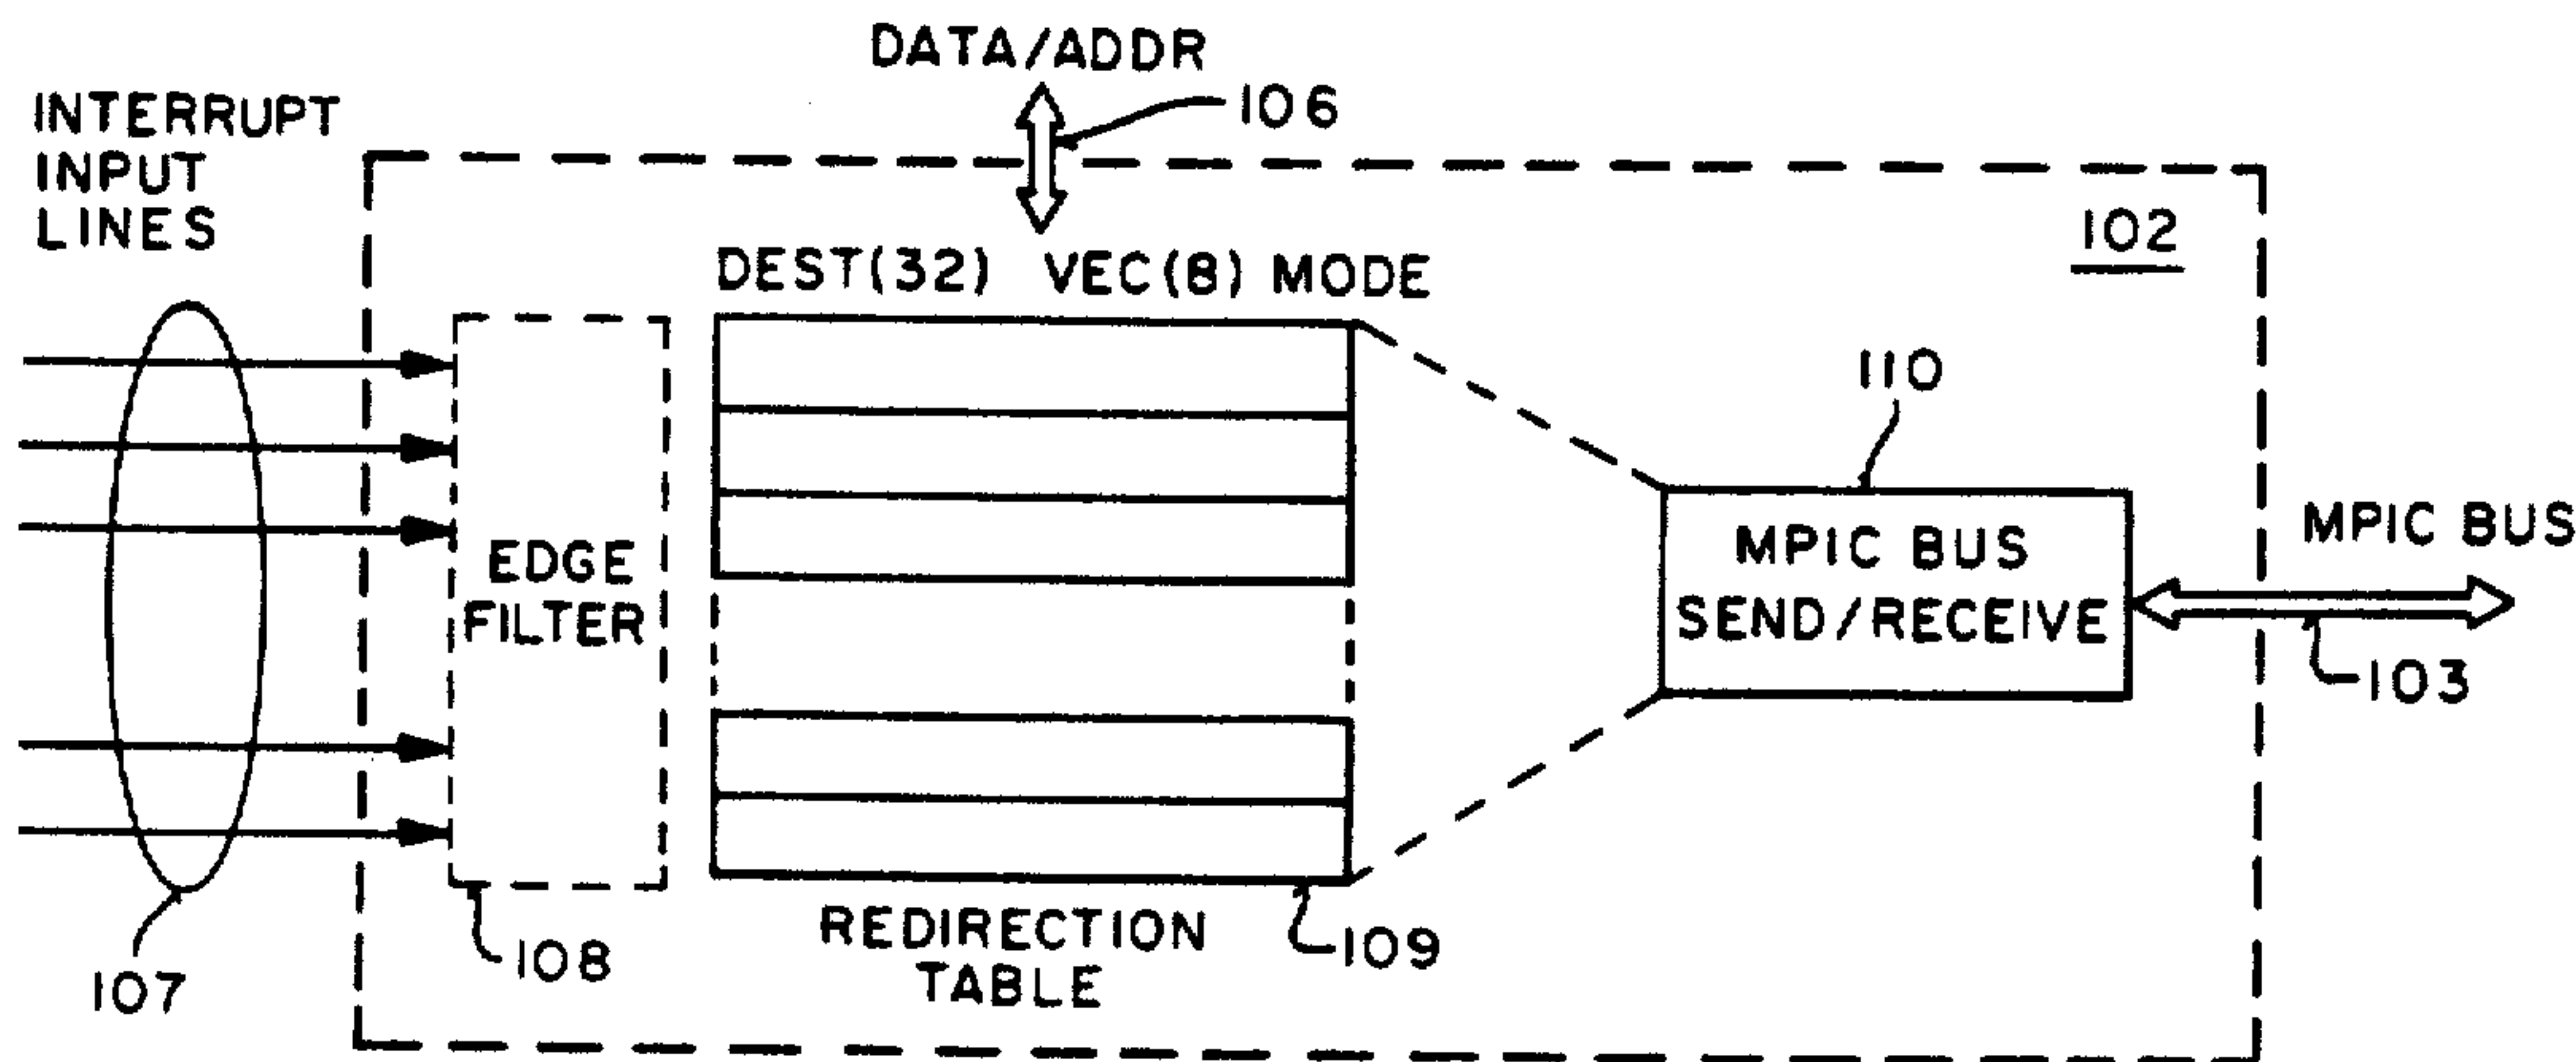 DATA/ADDR
106
INTERRUPT
INPUT
LINES
102
DEST(32) VEC(8) MODE
110
EDGE
FILTER
MPIC BUS
SEND/RECEIVE
MPIC BUS
103
REDIRECTION
TABLE
109
108
107